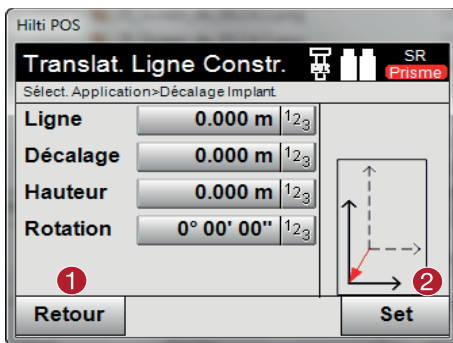 Hilti POS
Translat. Ligne Constr. SR Prisme
Sélect. Application>Décalage Implant
Ligne 0.000 m 123
Décalage 0.000 m 123
Hauteur 0.000 m 123
Rotation 0° 00' 00" 123
1 2
Retour Set